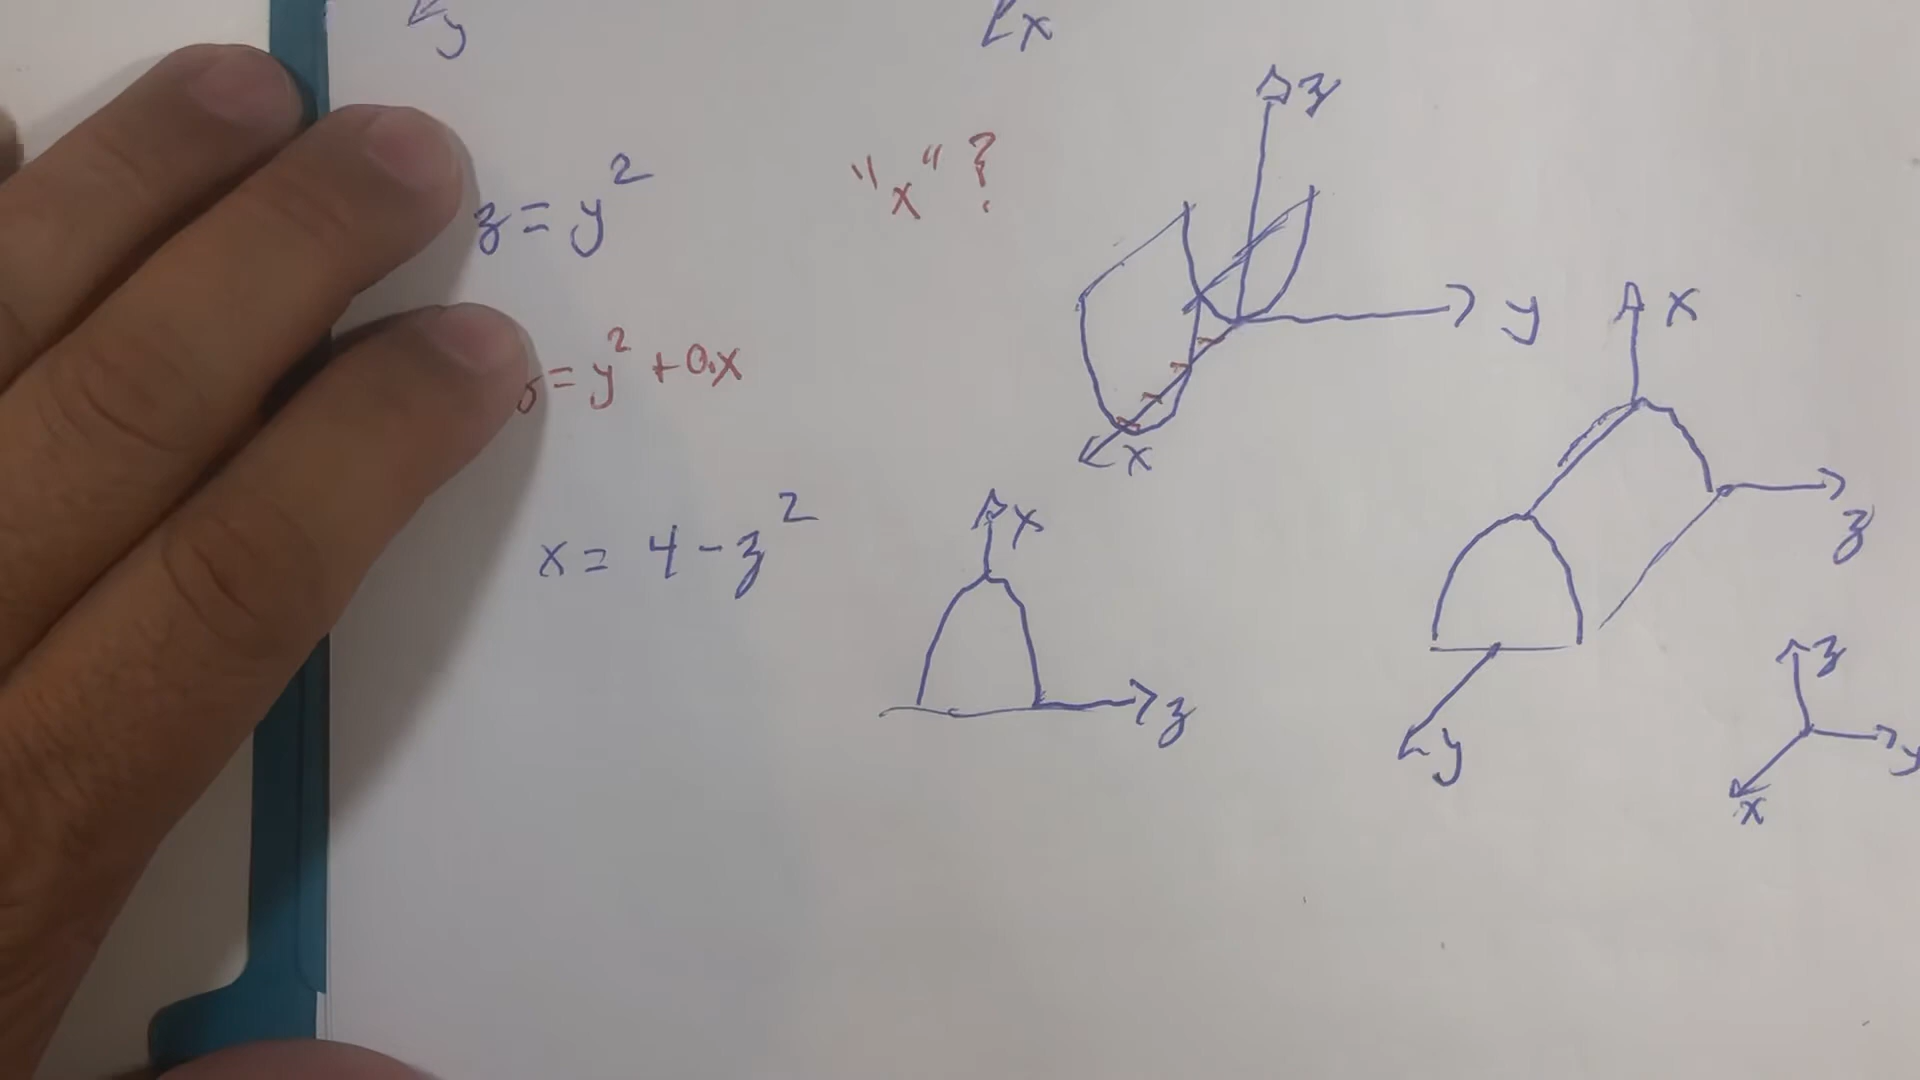 y x
z
z = y² "x" ?
y x
= y² + 0.x
x
x = 4 - z² x
z
z
z
y
y
x